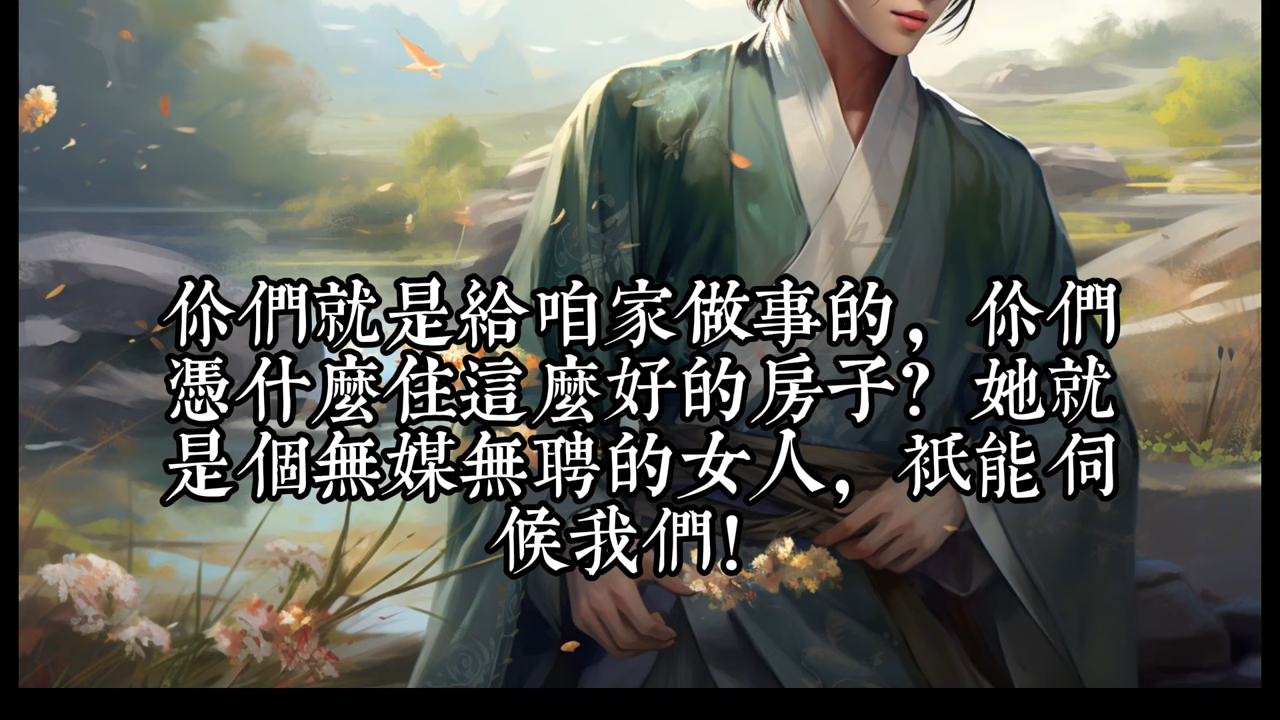 伱們就是給咱家做事的，伱們
憑什麼住這麼好的房子？她就
是個無媒無聘的女人，衹能伺
候我們！